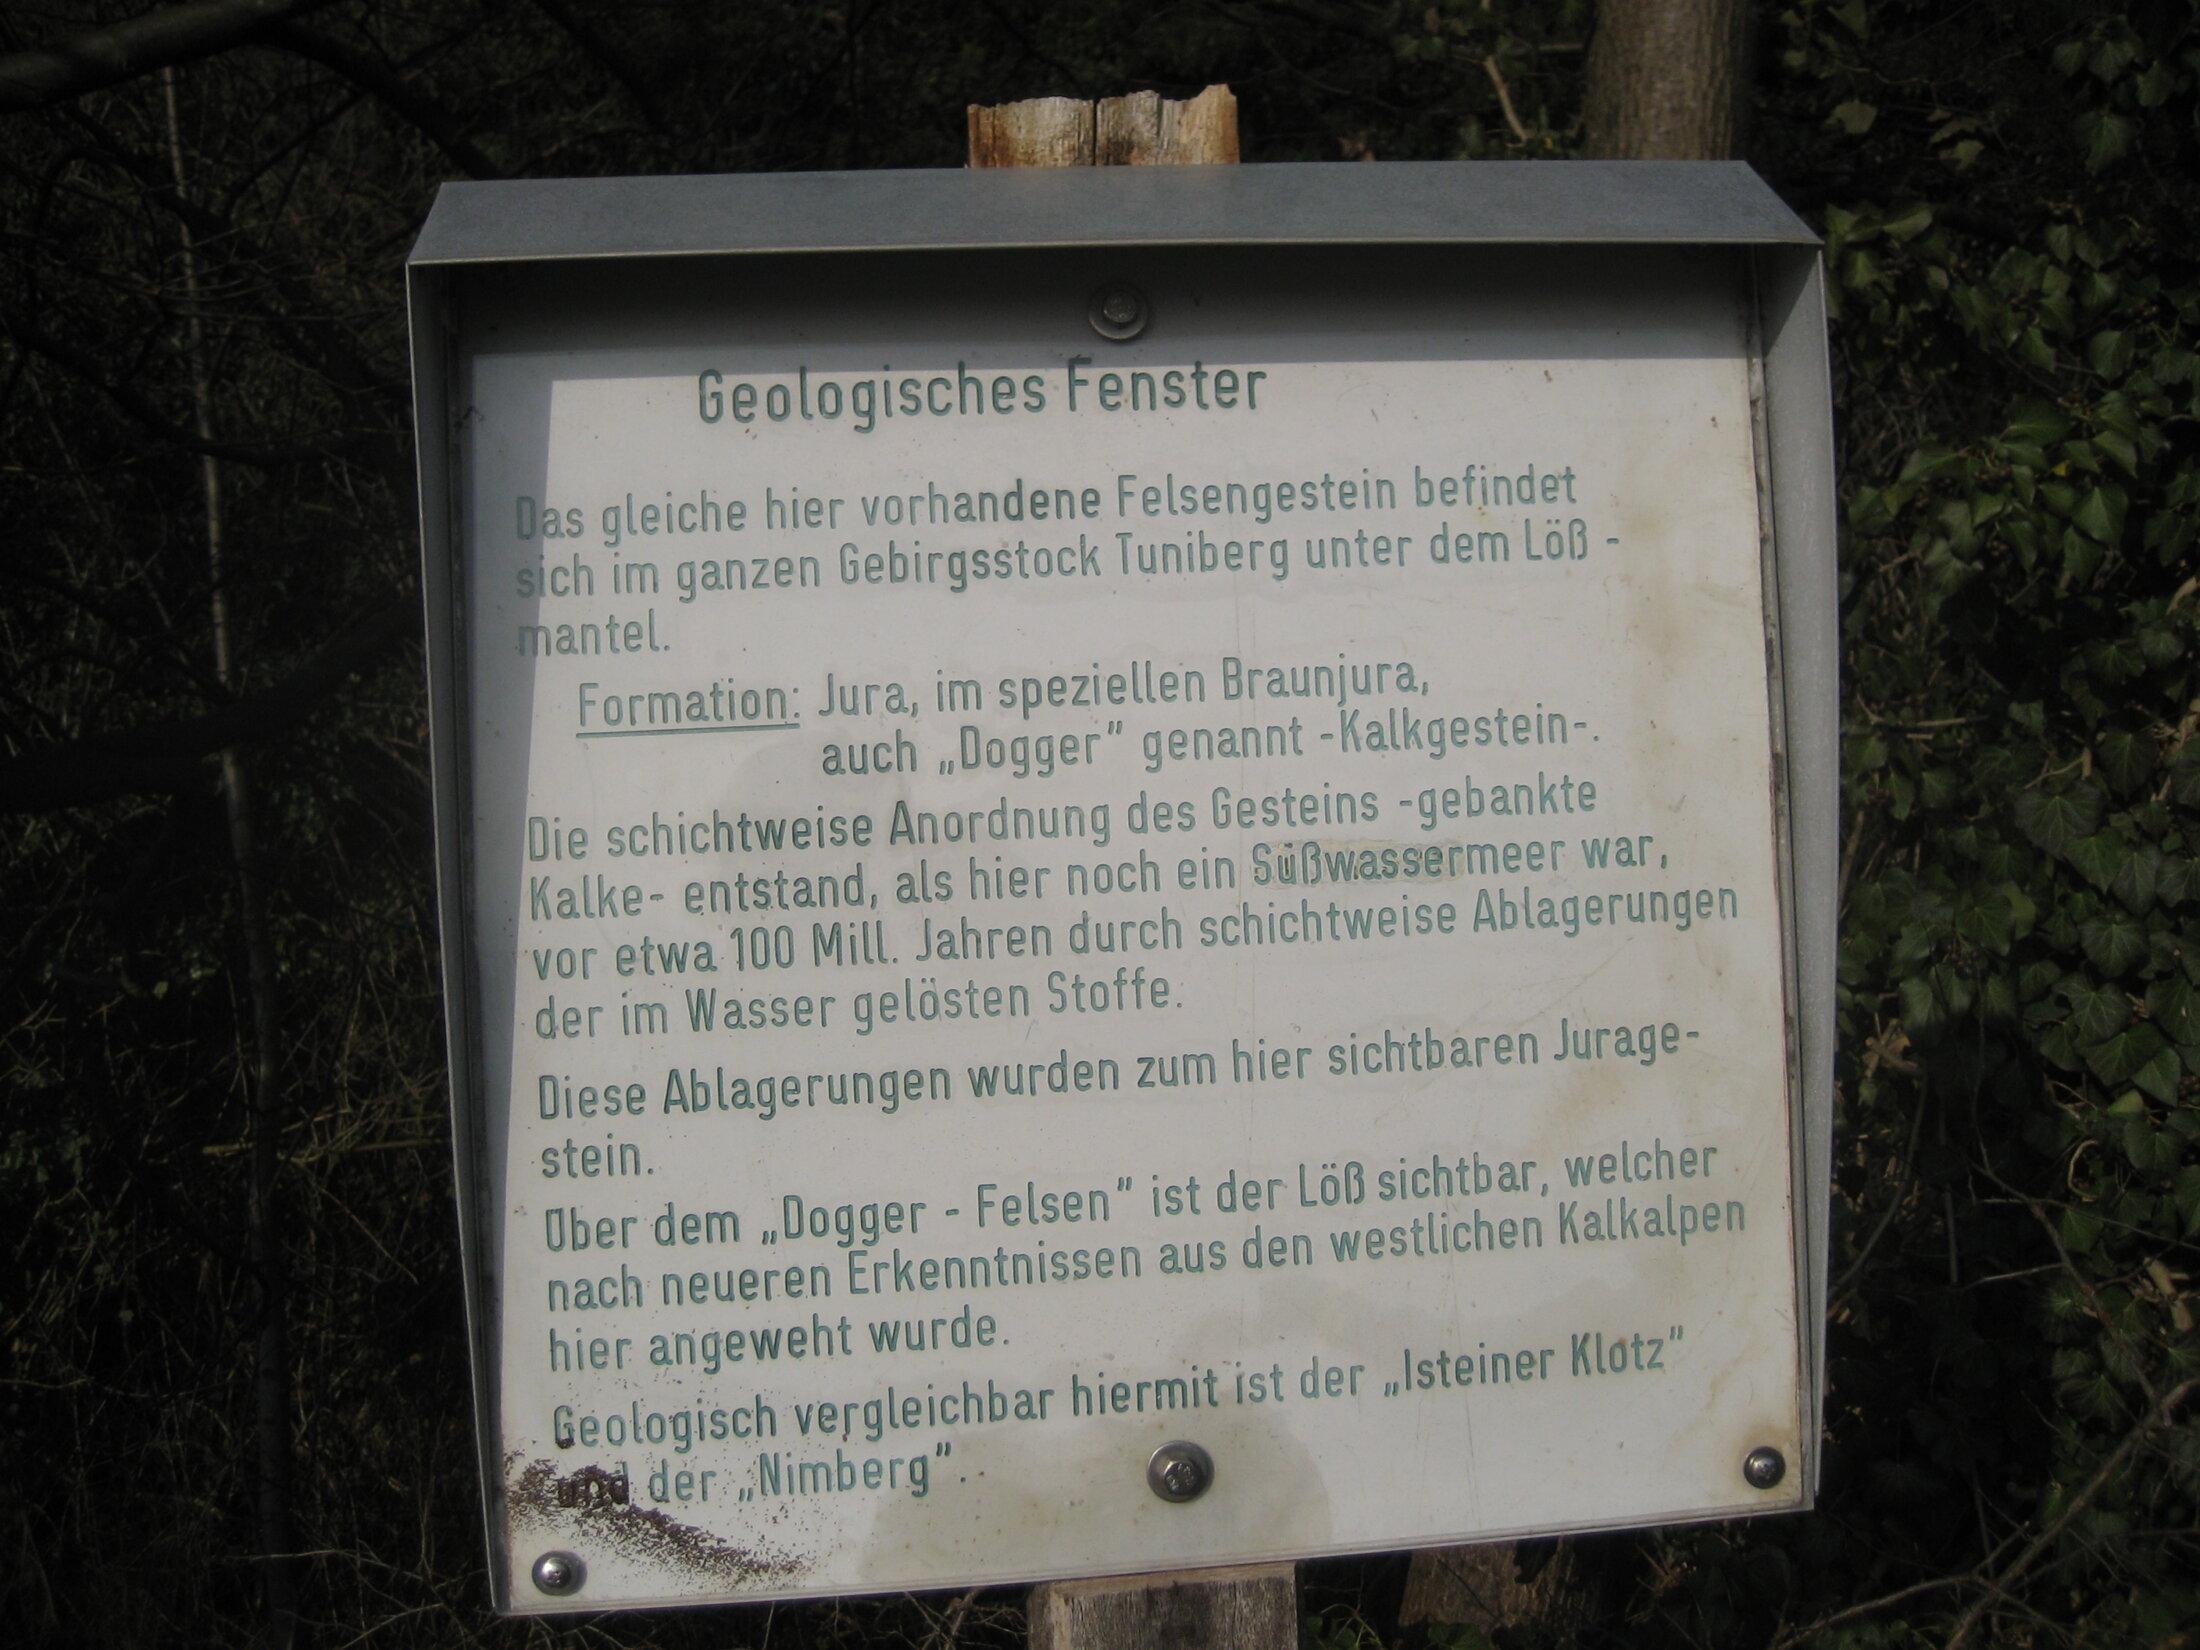 Geologisches Fenster
Das gleiche hier vorhandene Felsengestein befindet
sich im ganzen Gebirgsstock Tuniberg unter dem Löß -
mantel.
Formation: Jura, im speziellen Braunjura,
auch „Dogger” genannt -Kalkgestein-.
Die schichtweise Anordnung des Gesteins -gebankte
Kalke- entstand, als hier noch ein Süßwassermeer war,
vor etwa 100 Mill. Jahren durch schichtweise Ablagerungen
der im Wasser gelösten Stoffe.
Diese Ablagerungen wurden zum hier sichtbaren Jurage-
stein.
Über dem „Dogger - Felsen” ist der Löß sichtbar, welcher
nach neueren Erkenntnissen aus den westlichen Kalkalpen
hier angeweht wurde.
Geologisch vergleichbar hiermit ist der „Isteiner Klotz”
und der „Nimberg”.